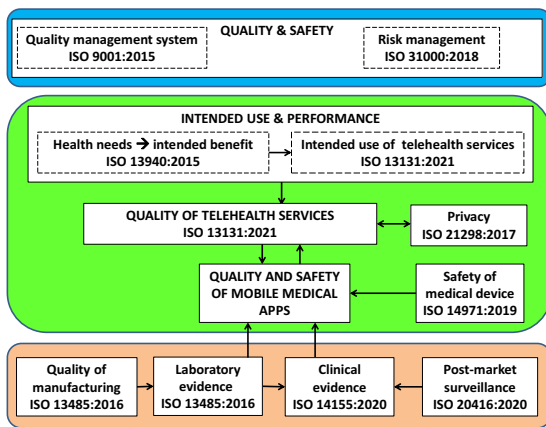 QUALITY & SAFETY
Quality management system
ISO 9001:2015
Risk management
ISO 31000:2018
INTENDED USE & PERFORMANCE
Health needs → intended benefit
ISO 13940:2015
Intended use of telehealth services
ISO 13131:2021
QUALITY OF TELEHEALTH SERVICES
ISO 13131:2021
Privacy
ISO 21298:2017
QUALITY AND SAFETY
OF MOBILE MEDICAL
APPS
Safety of
medical device
ISO 14971:2019
Quality of
manufacturing
ISO 13485:2016
Laboratory
evidence
ISO 13485:2016
Clinical
evidence
ISO 14155:2020
Post-market
surveillance
ISO 20416:2020